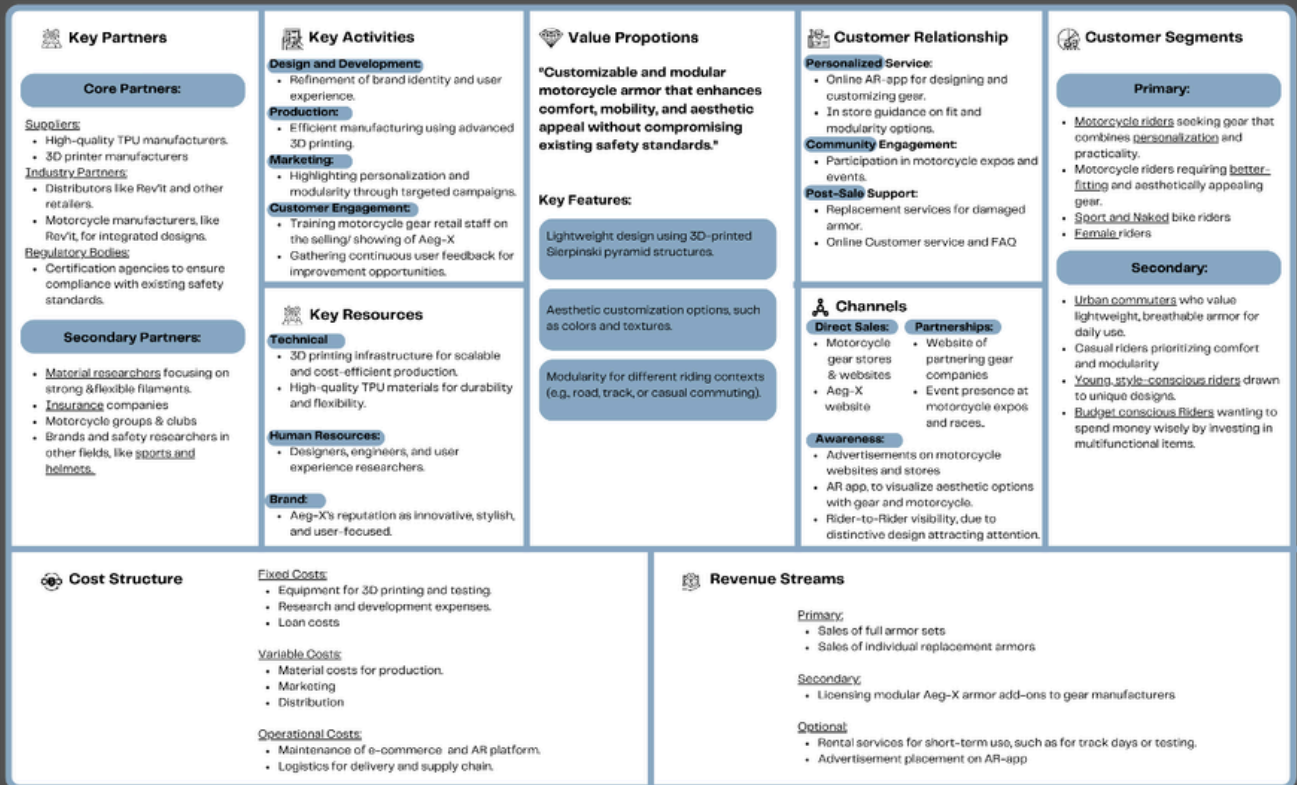 Key Partners
Core Partners:
Suppliers:
• High-quality TPU manufacturers.
• 3D printer manufacturers
Industry Partners:
• Distributors like Rev'it and other
retailers.
• Motorcycle manufacturers, like
Rev'it, for integrated designs.
Regulatory Bodies:
• Certification agencies to ensure
compliance with existing safety
standards.
Secondary Partners:
• Material researchers focusing on
strong &flexible filaments.
• Insurance companies
• Motorcycle groups & clubs
• Brands and safety researchers in
other fields, like sports and
helmets.
Key Activities
Design and Development:
• Refinement of brand identity and user
experience.
Production:
• Efficient manufacturing using advanced
3D printing.
Marketing:
• Highlighting personalization and
modularity through targeted campaigns.
Customer Engagement:
• Training motorcycle gear retail staff on
the selling/ showing of Aeg-X
• Gathering continuous user feedback for
improvement opportunities.
Key Resources
Technical
• 3D printing infrastructure for scalable
and cost-efficient production.
• High-quality TPU materials for durability
and flexibility.
Human Resources:
• Designers, engineers, and user
experience researchers.
Brand:
• Aeg-X's reputation as innovative, stylish,
and user-focused.
Value Propotions
"Customizable and modular
motorcycle armor that enhances
comfort, mobility, and aesthetic
appeal without compromising
existing safety standards."
Key Features:
Lightweight design using 3D-printed
Sierpinski pyramid structures.
Aesthetic customization options, such
as colors and textures.
Modularity for different riding contexts
(e.g., road, track, or casual commuting).
Customer Relationship
Personalized Service:
• Online AR-app for designing and
customizing gear.
• In store guidance on fit and
modularity options.
Community Engagement:
• Participation in motorcycle expos and
events.
Post-Sale Support:
• Replacement services for damaged
armor.
• Online Customer service and FAQ
Channels
Direct Sales:
• Motorcycle
gear stores
& websites
• Aeg-X
website
Partnerships:
• Website of
partnering gear
companies
• Event presence at
motorcycle expos
and races.
Awareness:
• Advertisements on motorcycle
websites and stores
• AR app, to visualize aesthetic options
with gear and motorcycle.
• Rider-to-Rider visibility, due to
distinctive design attracting attention.
Customer Segments
Primary:
• Motorcycle riders seeking gear that
combines personalization and
practicality.
• Motorcycle riders requiring better-
fitting and aesthetically appealing
gear.
• Sport and Naked bike riders
• Female riders
Secondary:
• Urban commuters who value
lightweight, breathable armor for
daily use.
• Casual riders prioritizing comfort
and modularity
• Young, style-conscious riders drawn
to unique designs.
• Budget conscious Riders wanting to
spend money wisely by investing in
multifunctional items.
Cost Structure
Fixed Costs:
• Equipment for 3D printing and testing.
• Research and development expenses.
• Loan costs
Variable Costs:
• Material costs for production.
• Marketing
• Distribution
Operational Costs:
• Maintenance of e-commerce and AR platform.
• Logistics for delivery and supply chain.
Revenue Streams
Primary:
• Sales of full armor sets
• Sales of individual replacement armors
Secondary:
• Licensing modular Aeg-X armor add-ons to gear manufacturers
Optional:
• Rental services for short-term use, such as for track days or testing.
• Advertisement placement on AR-app